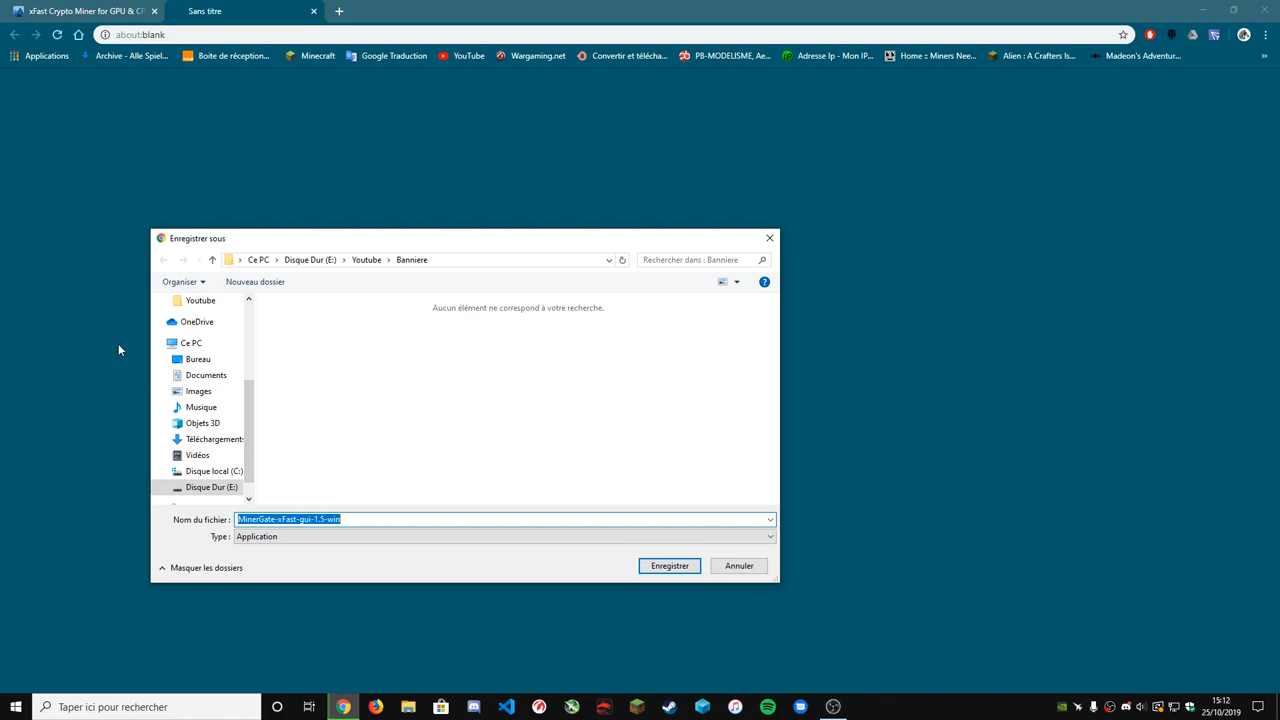 xFast Crypto Miner for GPU & CP
Sans titre
about:blank
Applications
Archive - Alle Spiel...
Boite de réception...
Minecraft
Google Traduction
YouTube
Wargaming.net
Convertir et télécha...
PB-MODELISME, Ae...
Adresse Ip - Mon IP...
Home :: Miners Nee...
Alien : A Crafters Is...
Madeon's Adventur...
»
Enregistrer sous
Ce PC > Disque Dur (E:) > Youtube > Banniere
Rechercher dans : Banniere
Organiser
Nouveau dossier
Youtube
OneDrive
Ce PC
Bureau
Documents
Images
Musique
Objets 3D
Téléchargements
Vidéos
Disque local (C:)
Disque Dur (E:)
Aucun élément ne correspond à votre recherche.
Nom du fichier : MinerGate-xFast-gui-1.5-win
Type : Application
Masquer les dossiers
Enregistrer
Annuler
Taper ici pour rechercher
15:12
25/10/2019